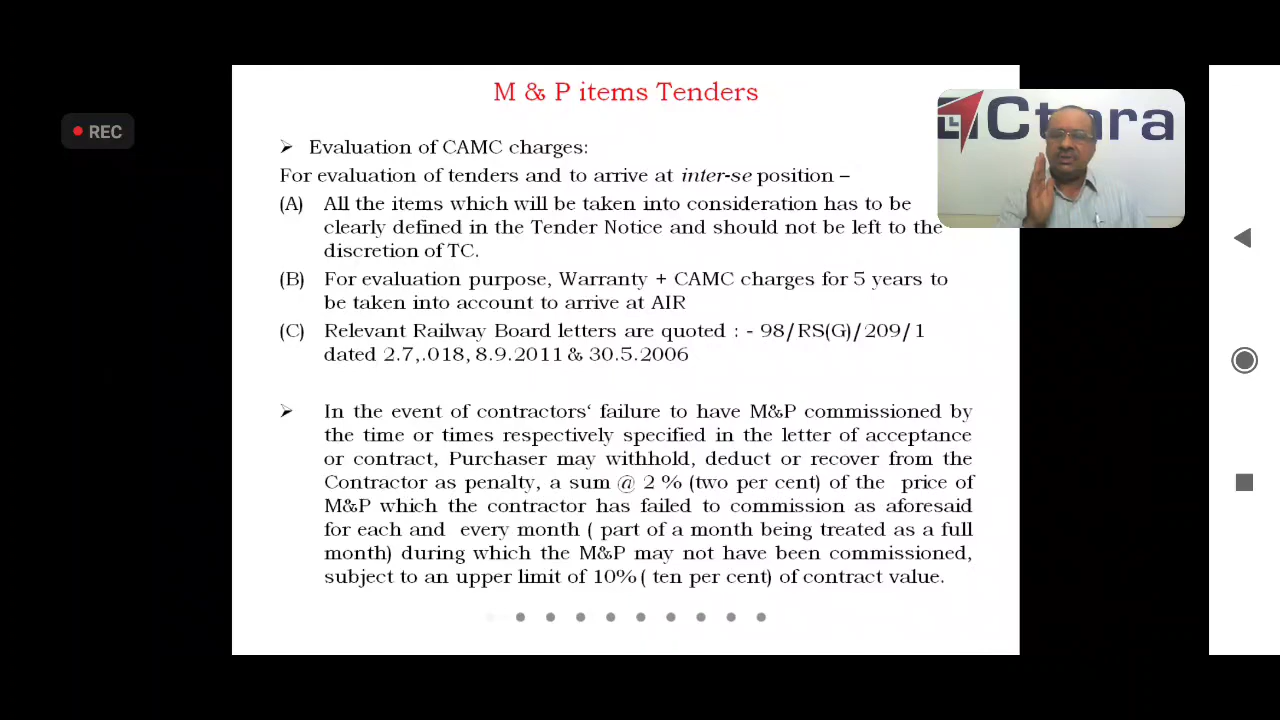 M & P items Tenders
REC
➢ Evaluation of CAMC charges:
For evaluation of tenders and to arrive at inter-se position –
(A) All the items which will be taken into consideration has to be
clearly defined in the Tender Notice and should not be left to the
discretion of TC.
(B) For evaluation purpose, Warranty + CAMC charges for 5 years to
be taken into account to arrive at AIR
(C) Relevant Railway Board letters are quoted : - 98/RS(G)/209/1
dated 2.7,.018, 8.9.2011 & 30.5.2006
➢ In the event of contractors‘ failure to have M&P commissioned by
the time or times respectively specified in the letter of acceptance
or contract, Purchaser may withhold, deduct or recover from the
Contractor as penalty, a sum @ 2 % (two per cent) of the price of
M&P which the contractor has failed to commission as aforesaid
for each and every month ( part of a month being treated as a full
month) during which the M&P may not have been commissioned,
subject to an upper limit of 10% ( ten per cent) of contract value.